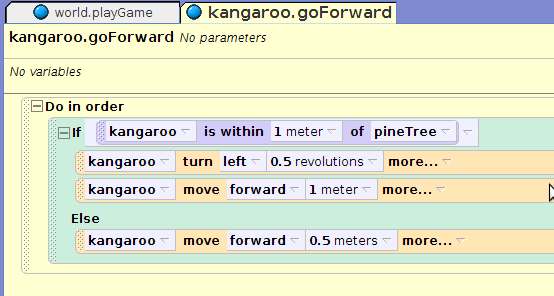 world.playGame kangaroo.goForward
kangaroo.goForward No parameters
No variables
Do in order
If kangaroo is within 1 meter of pineTree
kangaroo turn left 0.5 revolutions more...
kangaroo move forward 1 meter more...
Else
kangaroo move forward 0.5 meters more...